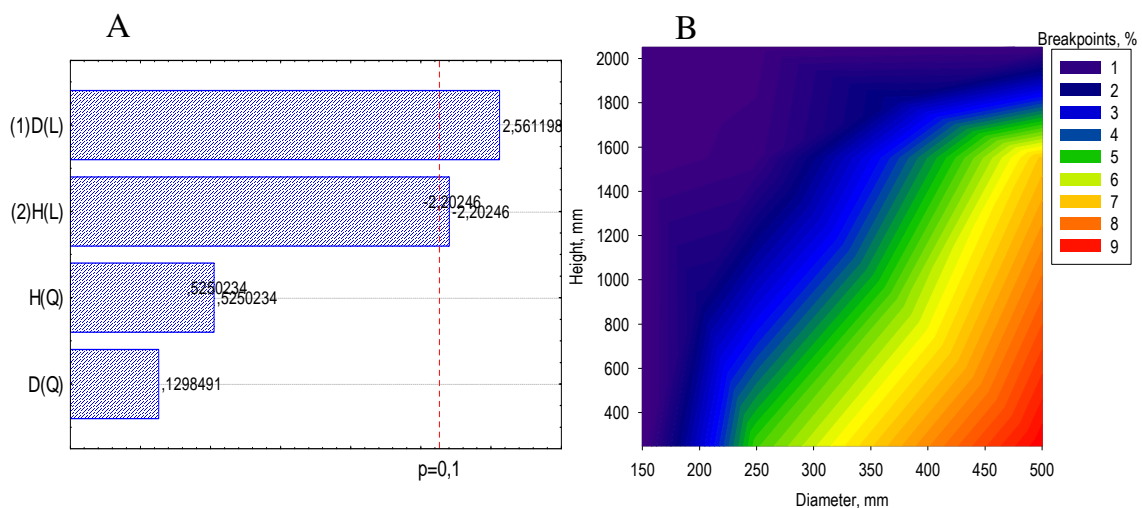 A
(1)D(L)
2,561198
(2)H(L)
-2,20246
-2,20246
H(Q)
,5250234
,5250234
D(Q)
,1298491
p=0,1
B
Breakpoints, %
1
2
3
4
5
6
7
8
9
Height, mm
2000
1800
1600
1400
1200
1000
800
600
400
150 200 250 300 350 400 450 500
Diameter, mm